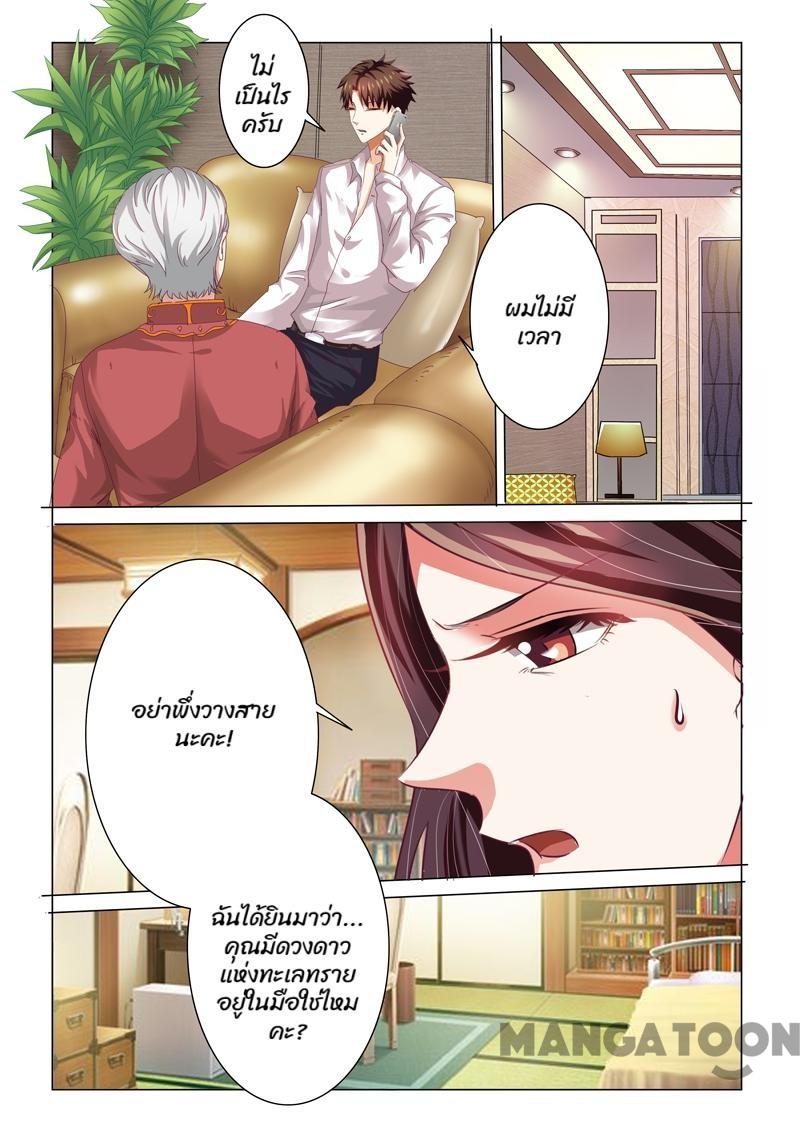 ไม่
เป็นไร
ครับ
ผมไม่มี
เวลา
อย่าพึ่งวางสาย
นะคะ!
ฉันได้ยินมาว่า...
คุณมีดวงดาว
แห่งทะเลทราย
อยู่ในมือใช่ไหม
คะ?
MANGATOON